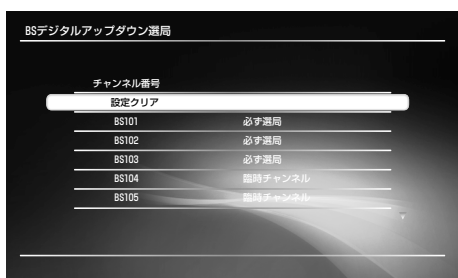 BSデジタルアップダウン選局
チャンネル番号
設定クリア
BS101 必ず選局
BS102 必ず選局
BS103 必ず選局
BS104 臨時チャンネル
BS105 臨時チャンネル